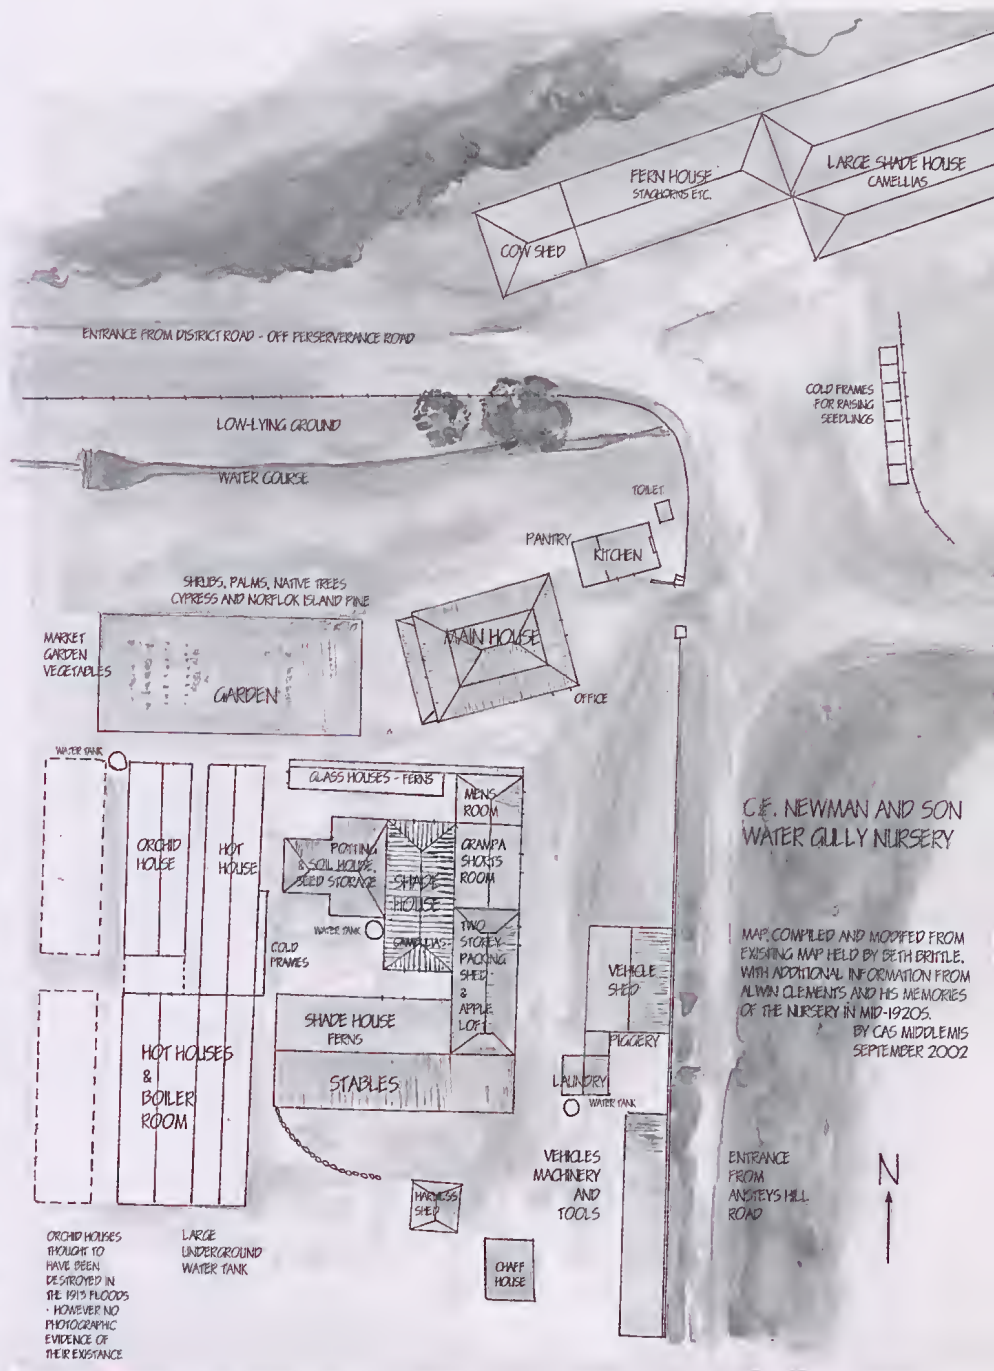 FERN HOUSE
STAGHORNS ETC.
LARGE SHADE HOUSE
CAMELLIAS
COW SHED
ENTRANCE FROM DISTRICT ROAD - OFF PERSERVERANCE ROAD
COLD FRAMES
FOR RAISING
SEEDLINGS
LOW-LYING GROUND
WATER COURSE
TOILET
PANTRY
KITCHEN
SHRUBS, PALMS, NATIVE TREES
CYPRESS AND NORFLOK ISLAND PINE
MARKET
GARDEN
VEGETABLES
GARDEN
MAIN HOUSE
OFFICE
WATER TANK
GLASS HOUSES - FERNS
MENS
ROOM
ORCHID
HOUSE
HOT
HOUSE
POTTING
& SOIL HOUSE,
SEED STORAGE
SHADE
HOUSE
CAMELLIAS
GRAMPA
SHORTS
ROOM
WATER TANK
COLD
FRAMES
TWO
STOREY
PACKING
SHED -
&
APPLE
LOFT
C.F. NEWMAN AND SON
WATER GULLY NURSERY
MAP COMPILED AND MODIFED FROM
EXISTING MAP HELD BY BETH BRITTLE.
WITH ADDITIONAL INFORMATION FROM
ALWIN CLEMENTS AND HIS MEMORIES
OF THE NURSERY IN MID-1920S.
BY CAS MIDDLEMIS
SEPTEMBER 2002
VEHICLE
SHED
PIGGERY
LAUNDRY
WATER TANK
SHADE HOUSE
FERNS
STABLES
HOT HOUSES
&
BOILER
ROOM
VEHICLES
MACHINERY
AND
TOOLS
ENTRANCE
FROM
ANSTEYS HILL
ROAD
N
HARNESS
SHED
CHAFF
HOUSE
ORCHID HOUSES
THOUGHT TO
HAVE BEEN
DESTROYED IN
THE 1913 FLOODS
- HOWEVER NO
PHOTOGRAPHIC
EVIDENCE OF
THEIR EXISTANCE
LARGE
UNDERGROUND
WATER TANK